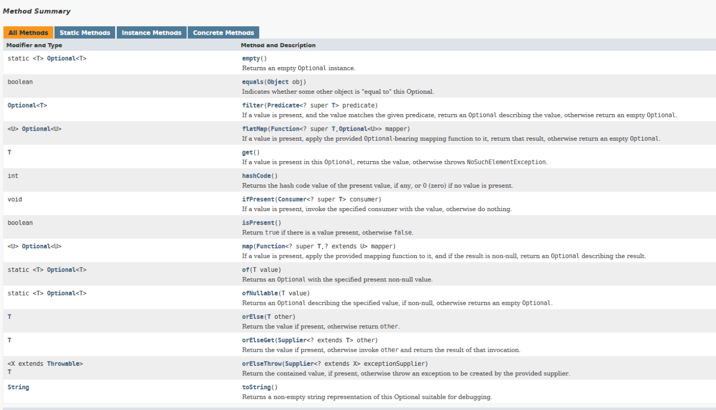 Method Summary
All Methods Static Methods Instance Methods Concrete Methods
Modifier and Type Method and Description
static <T> Optional<T> empty()
Returns an empty Optional instance.
boolean equals(Object obj)
Indicates whether some other object is "equal to" this Optional.
Optional<T> filter(Predicate<? super T> predicate)
If a value is present, and the value matches the given predicate, return an Optional describing the value, otherwise return an empty Optional.
<U> Optional<U> flatMap(Function<? super T,Optional<U>> mapper)
If a value is present, apply the provided Optional-bearing mapping function to it, return that result, otherwise return an empty Optional.
T get()
If a value is present in this Optional, returns the value, otherwise throws NoSuchElementException.
int hashCode()
Returns the hash code value of the present value, if any, or 0 (zero) if no value is present.
void ifPresent(Consumer<? super T> consumer)
If a value is present, invoke the specified consumer with the value, otherwise do nothing.
boolean isPresent()
Return true if there is a value present, otherwise false.
<U> Optional<U> map(Function<? super T,? extends U> mapper)
If a value is present, apply the provided mapping function to it, and if the result is non-null, return an Optional describing the result.
static <T> Optional<T> of(T value)
Returns an Optional with the specified present non-null value.
static <T> Optional<T> ofNullable(T value)
Returns an Optional describing the specified value, if non-null, otherwise returns an empty Optional.
T orElse(T other)
Return the value if present, otherwise return other.
T orElseGet(Supplier<? extends T> other)
Return the value if present, otherwise invoke other and return the result of that invocation.
<X extends Throwable> orElseThrow(Supplier<? extends X> exceptionSupplier)
T Return the contained value, if present, otherwise throw an exception to be created by the provided supplier.
String toString()
Returns a non-empty string representation of this Optional suitable for debugging.